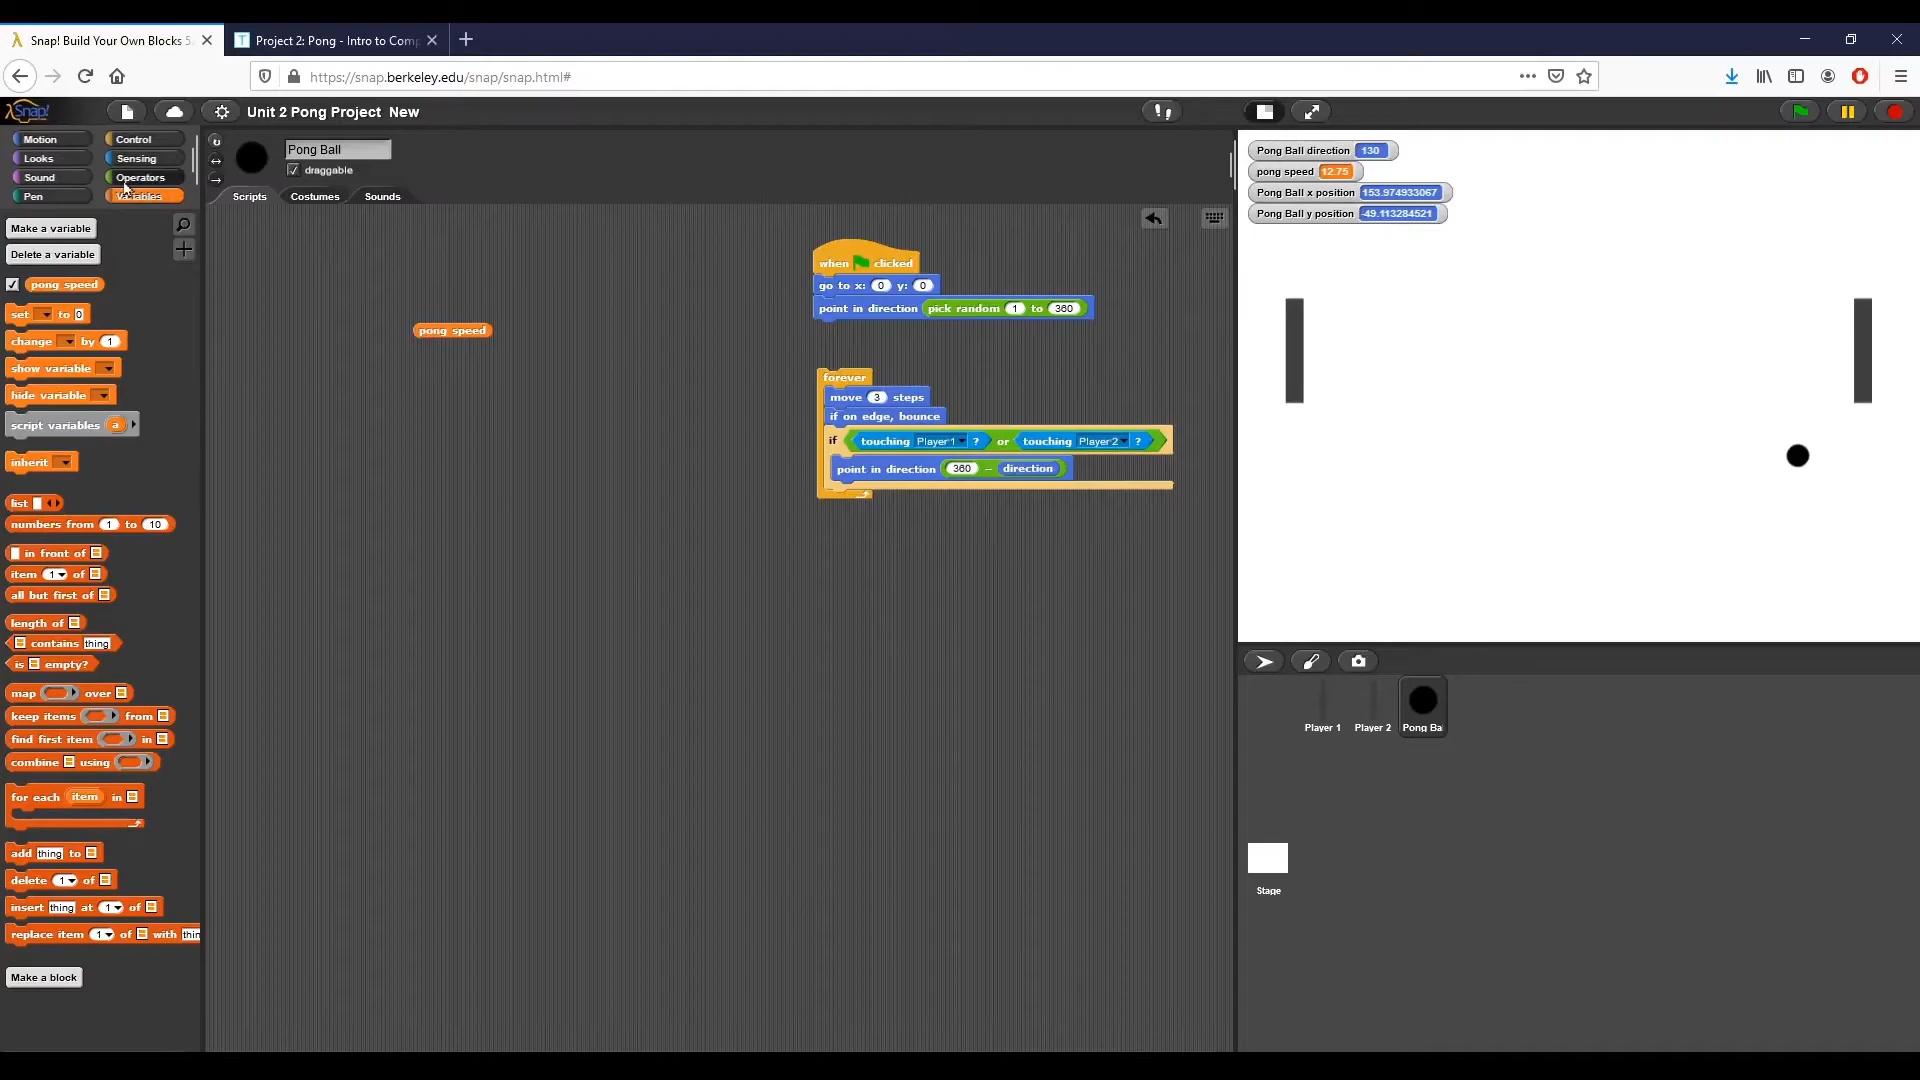 Snap! Build Your Own Blocks 5.
Project 2: Pong - Intro to Comp
https://snap.berkeley.edu/snap/snap.html#
Snap!
Unit 2 Pong Project New
Motion
Control
Looks
Sensing
Sound
Operators
Pen
Variables
Pong Ball
draggable
Scripts
Costumes
Sounds
Make a variable
Delete a variable
pong speed
set to 0
change by 1
show variable
hide variable
script variables a
inherit
list
numbers from 1 to 10
in front of
item 1 of
all but first of
length of
contains thing
is empty?
map over
keep items from
find first item in
combine using
for each item in
add thing to
delete 1 of
insert thing at 1 of
replace item 1 of with thin
Make a block
pong speed
when clicked
go to x: 0 y: 0
point in direction pick random 1 to 360
forever
move 3 steps
if on edge, bounce
if touching Player 1 ? or touching Player 2 ?
point in direction 360 - direction
Pong Ball direction 130
pong speed 12.75
Pong Ball x position 153.974933067
Pong Ball y position -49.113284521
Player 1
Player 2
Pong Ba
Stage